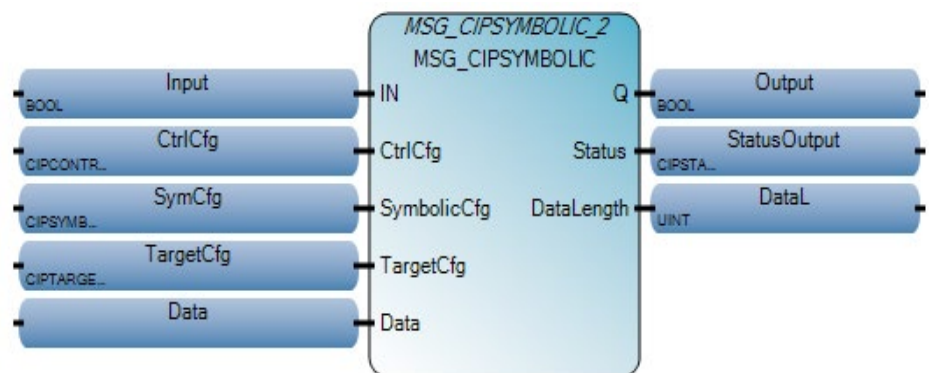 MSG_CIPSYMBOLIC_2
MSG_CIPSYMBOLIC
Input
BOOL
IN
Q
Output
BOOL
CtrlCfg
CIPCONTR...
CtrlCfg
Status
StatusOutput
CIPSTA...
SymCfg
CIPSYMB...
SymbolicCfg
DataLength
DataL
UINT
TargetCfg
CIPTARGE...
TargetCfg
Data
Data